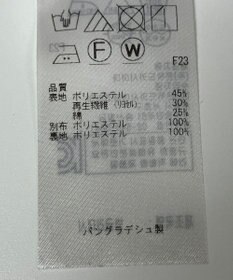 F W
F23
品質
表地 ポリエステル 45%
再生繊維(リヨセル) 30%
綿 25%
別布 ポリエステル 100%
裏地 ポリエステル 100%
バングラデシュ製